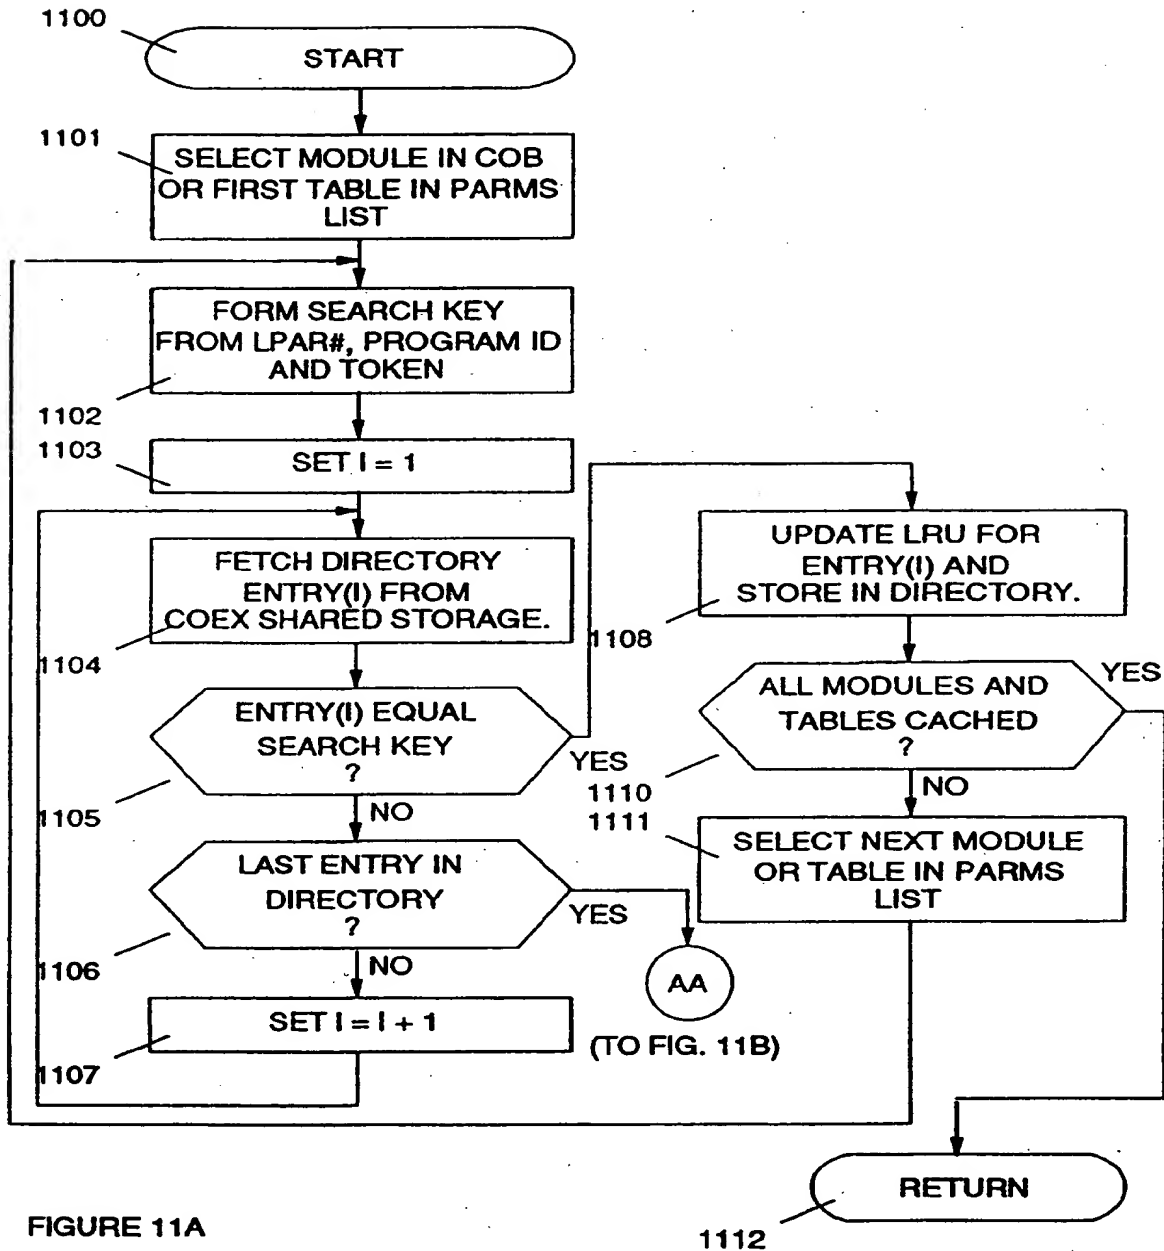 1100
START
1101
SELECT MODULE IN COB
OR FIRST TABLE IN PARMS
LIST
FORM SEARCH KEY
FROM LPAR#, PROGRAM ID
AND TOKEN
1102
1103
SET I = 1
FETCH DIRECTORY
ENTRY(I) FROM
COEX SHARED STORAGE.
1104
ENTRY(I) EQUAL
SEARCH KEY
?
YES
1105
NO
LAST ENTRY IN
DIRECTORY
?
YES
1106
NO
AA
(TO FIG. 11B)
SET I = I + 1
1107
UPDATE LRU FOR
ENTRY(I) AND
STORE IN DIRECTORY.
1108
ALL MODULES AND
TABLES CACHED
?
YES
1110
NO
1111
SELECT NEXT MODULE
OR TABLE IN PARMS
LIST
RETURN
1112
FIGURE 11A